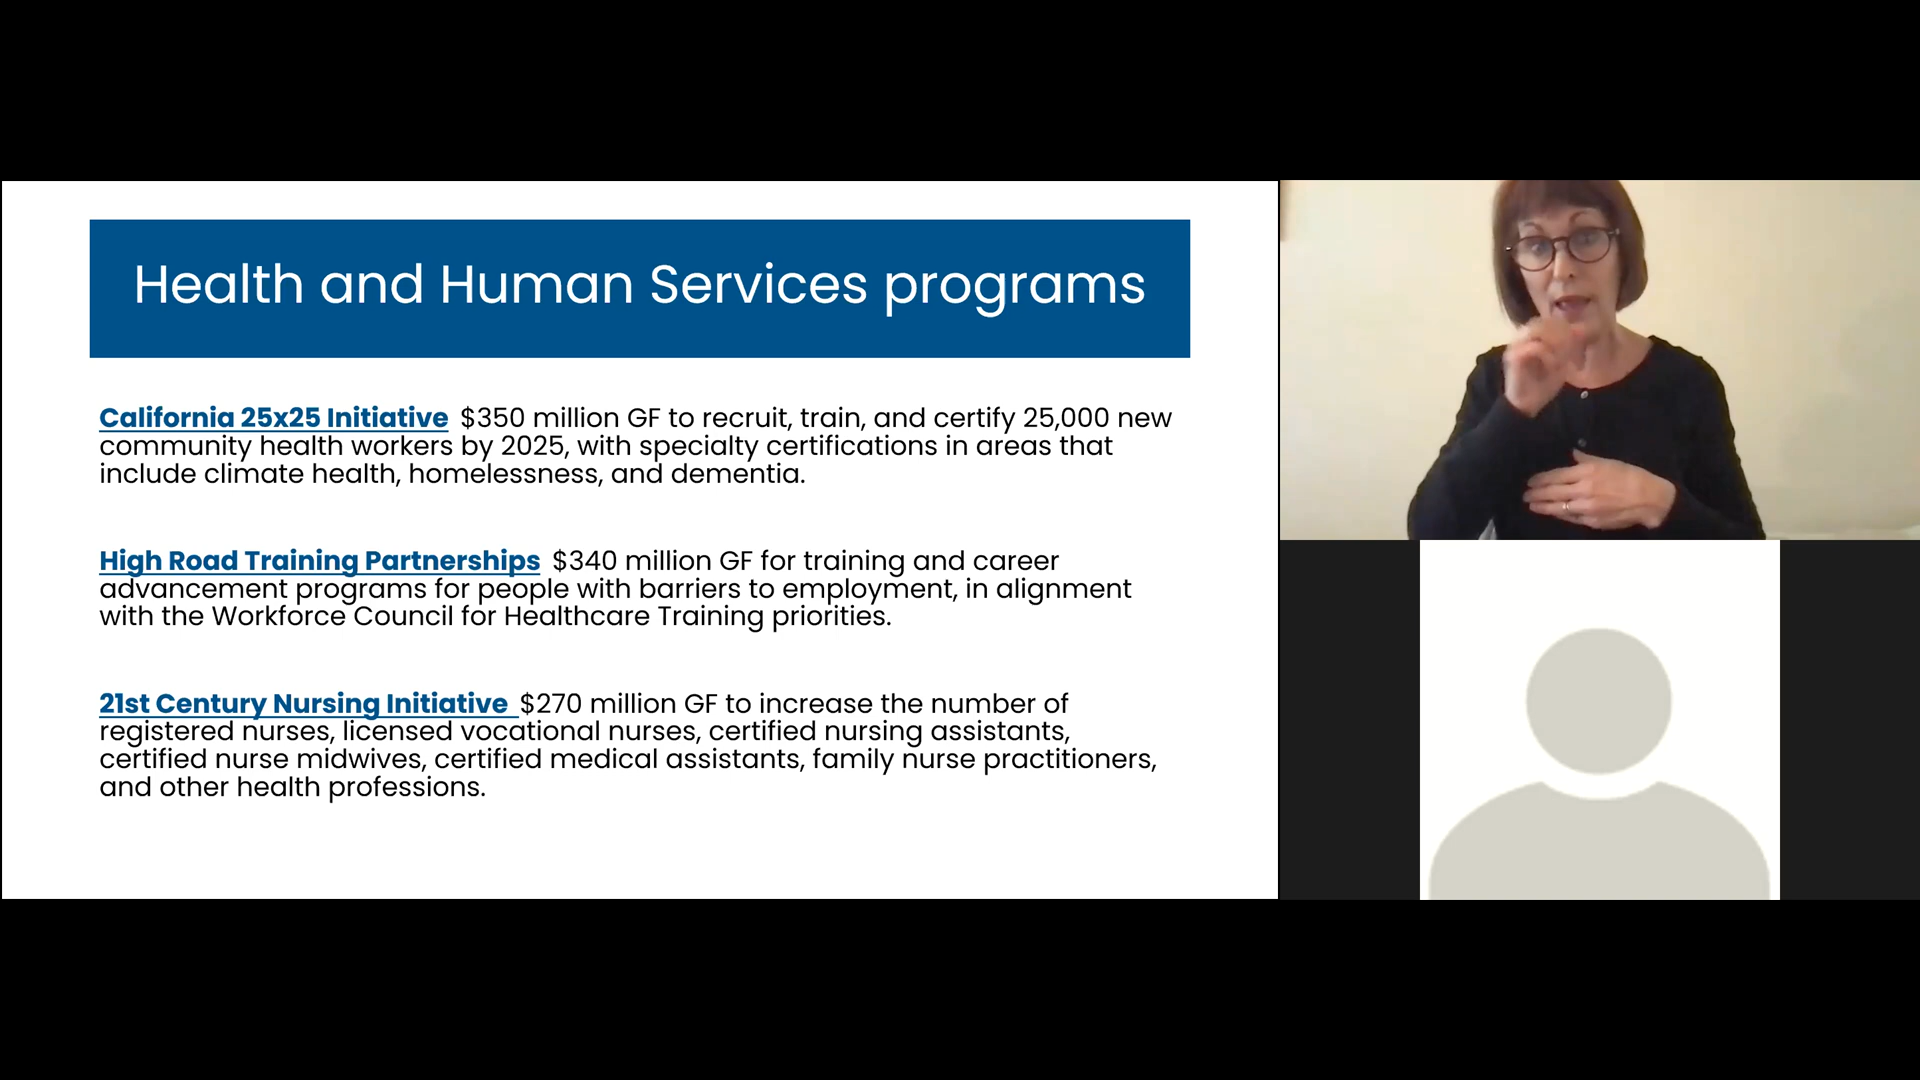 Health and Human Services programs
California 25x25 Initiative $350 million GF to recruit, train, and certify 25,000 new
community health workers by 2025, with specialty certifications in areas that
include climate health, homelessness, and dementia.
High Road Training Partnerships $340 million GF for training and career
advancement programs for people with barriers to employment, in alignment
with the Workforce Council for Healthcare Training priorities.
21st Century Nursing Initiative $270 million GF to increase the number of
registered nurses, licensed vocational nurses, certified nursing assistants,
certified nurse midwives, certified medical assistants, family nurse practitioners,
and other health professions.